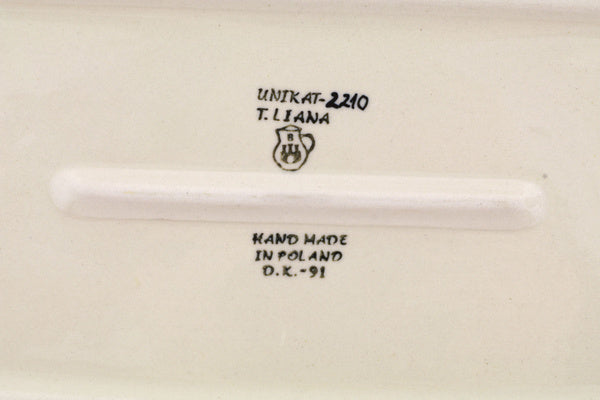 UNIKAT-2210
T. LIANA
B
HAND MADE
IN POLAND
D.K.-91